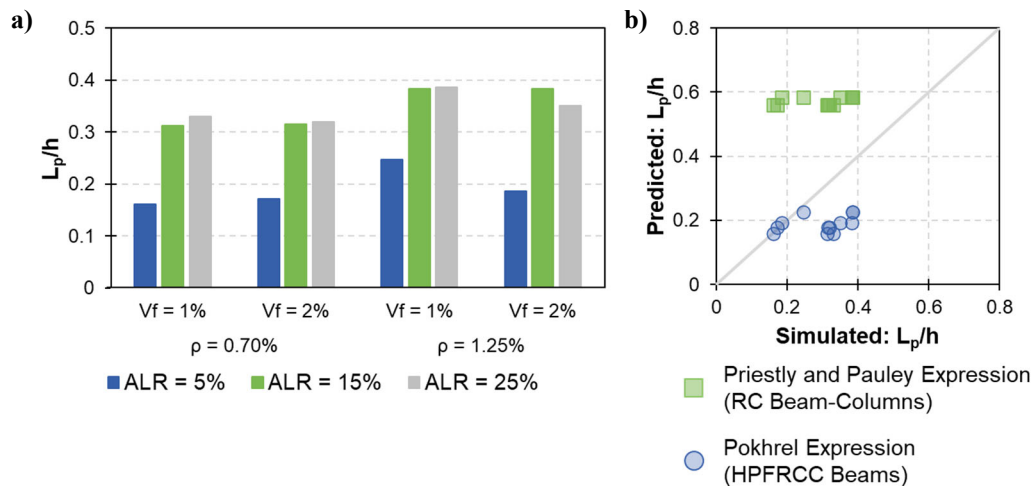 a)
L_p/h
0.5
0.4
0.3
0.2
0.1
0
Vf = 1%
Vf = 2%
Vf = 1%
Vf = 2%
ρ = 0.70%
ρ = 1.25%
ALR = 5%
ALR = 15%
ALR = 25%
b)
Predicted: L_p/h
0.8
0.6
0.4
0.2
0
0
0.2
0.4
0.6
0.8
Simulated: L_p/h
Priestly and Pauley Expression
(RC Beam-Columns)
Pokhrel Expression
(HPFRCC Beams)